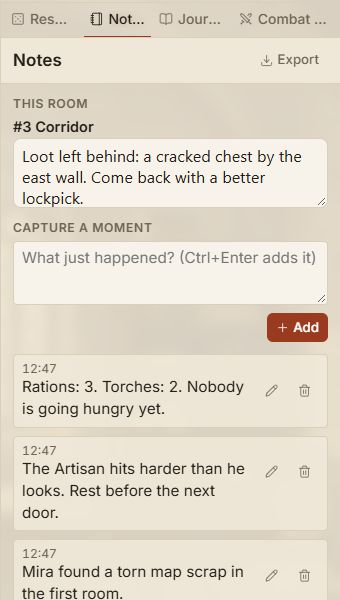 Res...
Not...
Jour...
Combat ...
Notes
Export
THIS ROOM
#3 Corridor
Loot left behind: a cracked chest by the
east wall. Come back with a better
lockpick.
CAPTURE A MOMENT
What just happened? (Ctrl+Enter adds it)
+ Add
12:47
Rations: 3. Torches: 2. Nobody
is going hungry yet.
12:47
The Artisan hits harder than he
looks. Rest before the next
door.
12:47
Mira found a torn map scrap in
the first room.